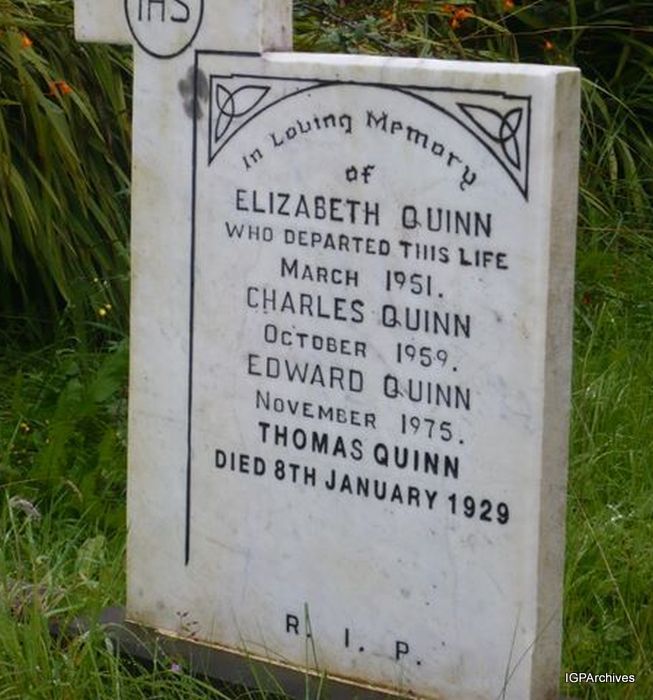 IHS
In Loving Memory
of
ELIZABETH QUINN
WHO DEPARTED THIS LIFE
MARCH 1951.
CHARLES QUINN
OCTOBER 1959.
EDWARD QUINN
NOVEMBER 1975.
THOMAS QUINN
DIED 8TH JANUARY 1929
R. I. P.
IGPArchives